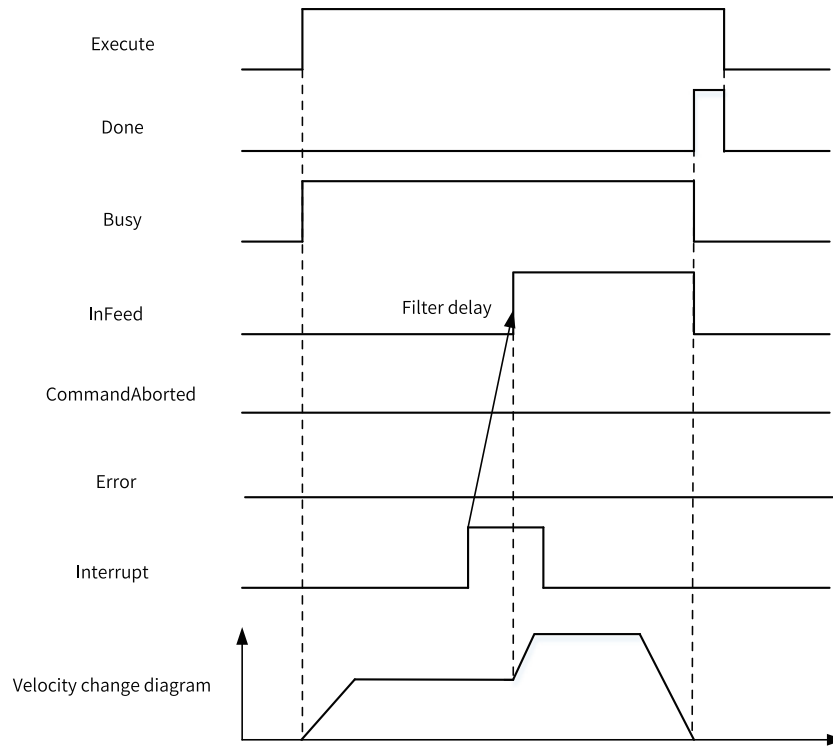 Execute
Done
Busy
InFeed
Filter delay
CommandAborted
Error
Interrupt
Velocity change diagram